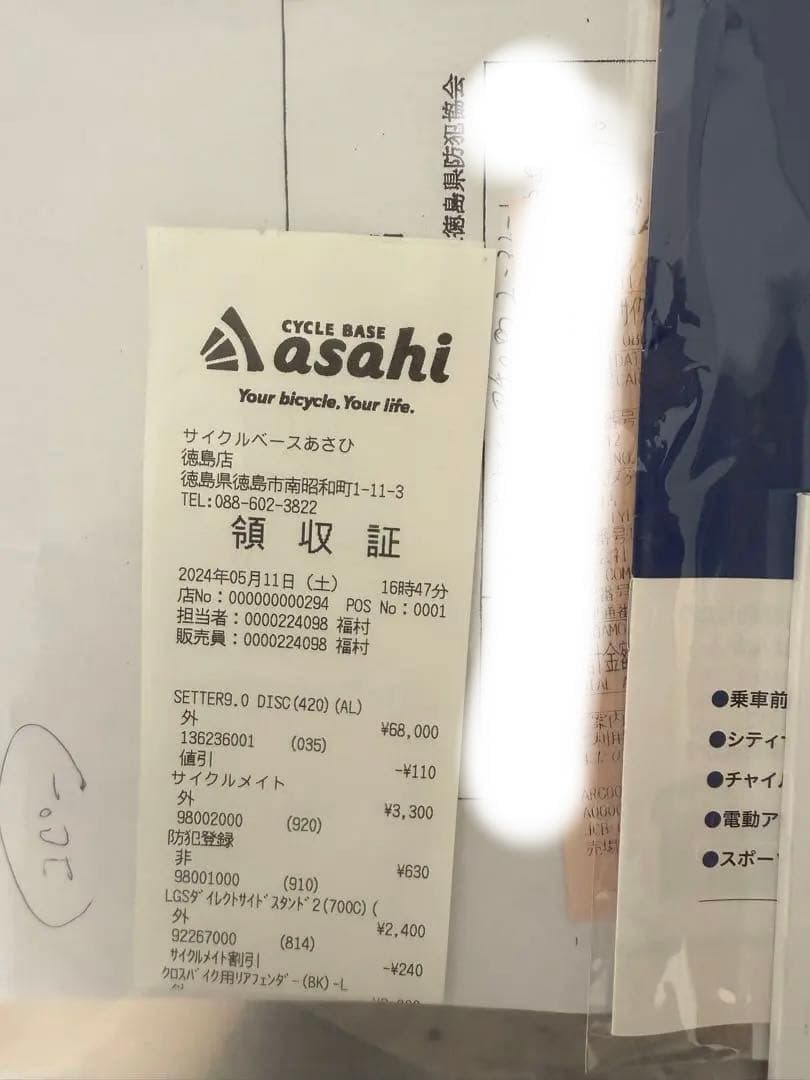 徳島県防犯協会
CYCLE BASE
asahi
Your bicycle, Your life.
サイクルベースあさひ
徳島店
徳島県徳島市南昭和町1-11-3
TEL:088-602-3822
領 収 証
2024年05月11日（土） 16時47分
店No：000000000294 POS No：0001
担当者：0000224098 福村
販売員：0000224098 福村
SETTER9.0 DISC(420)(AL)
外 ¥68,000
136236001 (035)
値引 -¥110
サイクルメイト
外 ¥3,300
98002000 (920)
防犯登録
非 ¥630
98001000 (910)
LGSﾀﾞｲﾚｸﾄｻｲﾄﾞｽﾀﾝﾄﾞ2(700C)(
外 ¥2,400
92267000 (814)
ｻｲｸﾙﾒｲﾄ割引 -¥240
ｸﾛｽﾊﾞｲｸ用ﾘｱﾌｪﾝﾀﾞｰ(BK)-L
●乗車前
●シティ
●チャイ
●電動ア
●スポー